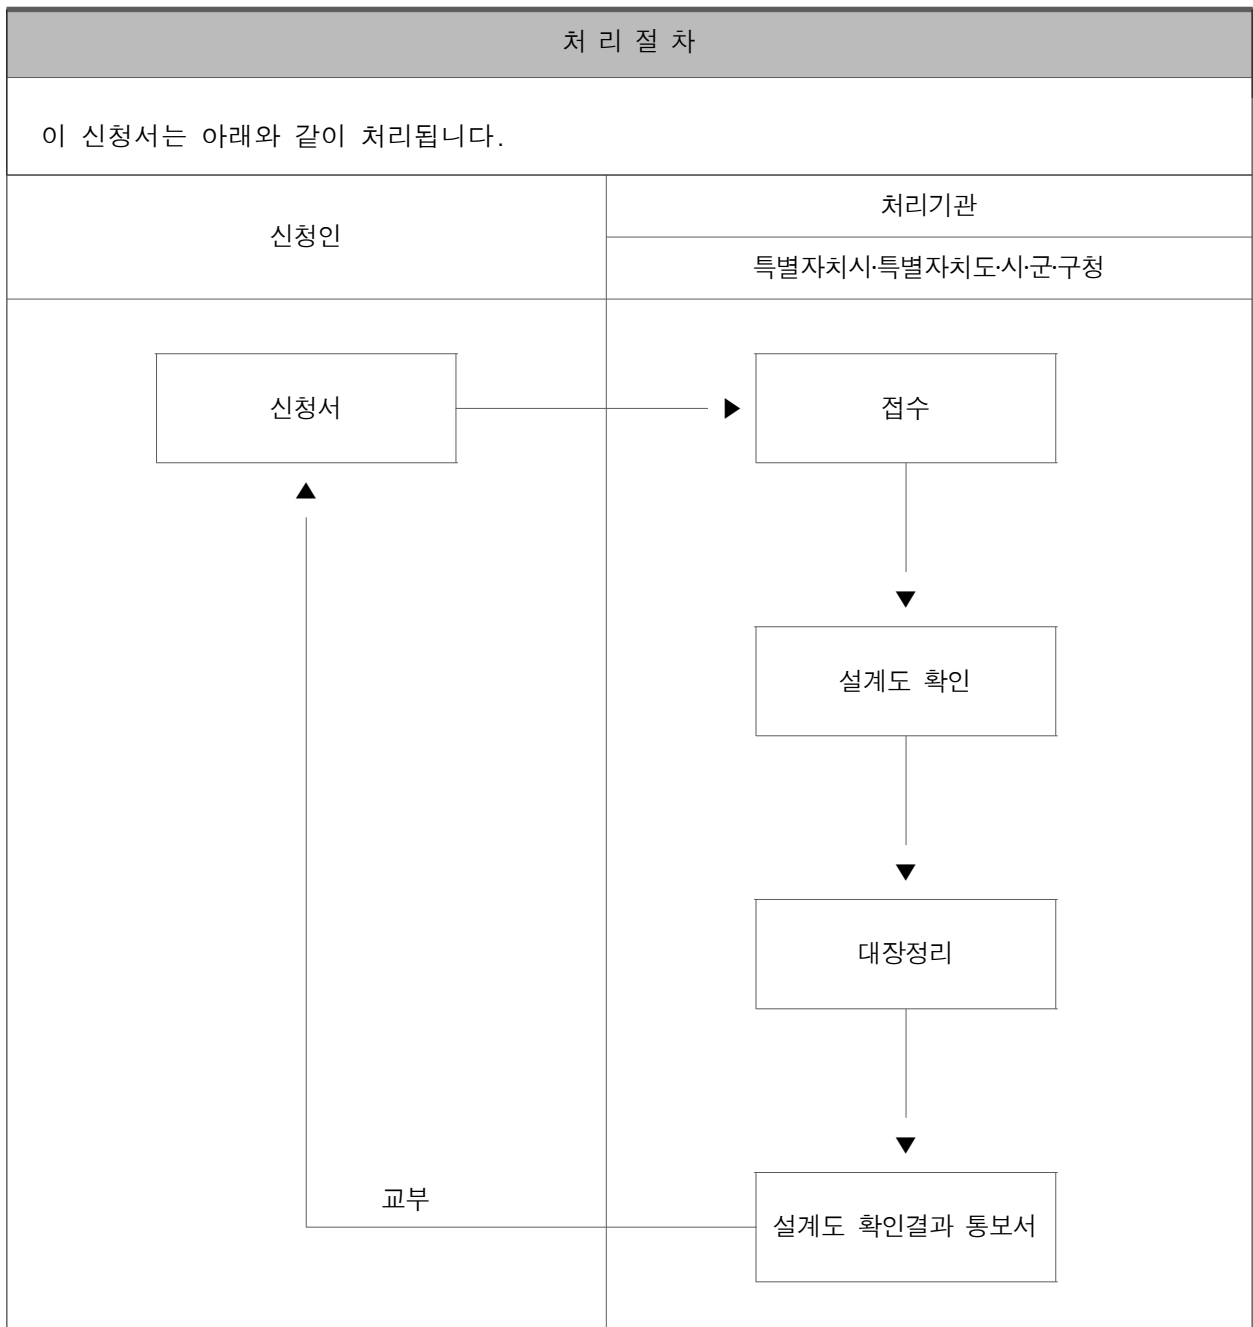 처 리 절 차
이 신청서는 아래와 같이 처리됩니다.
신청인
처리기관
특별자치시·특별자치도·시·군·구청
신청서
접수
설계도 확인
대장정리
교부
설계도 확인결과 통보서